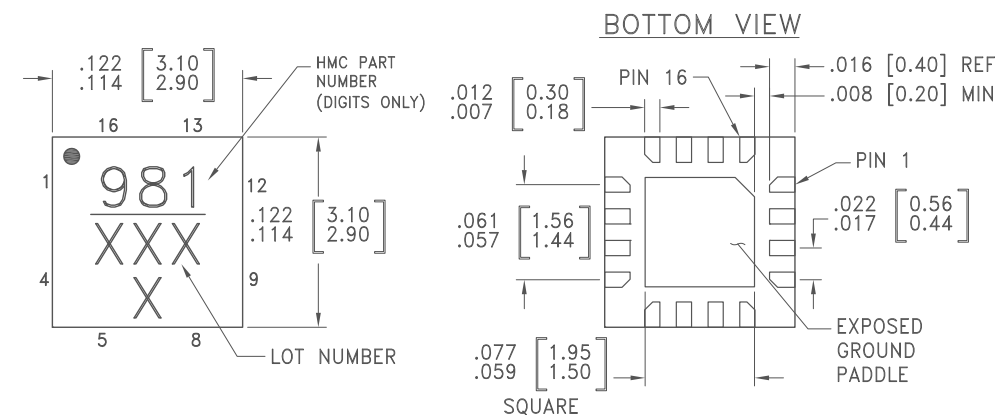 BOTTOM VIEW
.122 [3.10]
.114 [2.90]
HMC PART
NUMBER
(DIGITS ONLY)
16 13
1
12
4
9
5 8
981
XXX
X
.122 [3.10]
.114 [2.90]
LOT NUMBER
.012 [0.30]
.007 [0.18]
PIN 16
.016 [0.40] REF
.008 [0.20] MIN
PIN 1
.061 [1.56]
.057 [1.44]
.022 [0.56]
.017 [0.44]
.077 [1.95]
.059 [1.50]
SQUARE
EXPOSED
GROUND
PADDLE